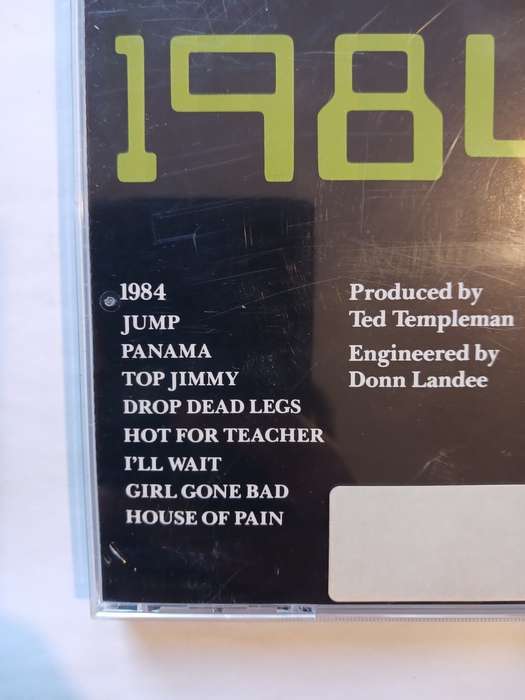 1984
1984
JUMP
PANAMA
TOP JIMMY
DROP DEAD LEGS
HOT FOR TEACHER
I'LL WAIT
GIRL GONE BAD
HOUSE OF PAIN
Produced by
Ted Templeman
Engineered by
Donn Landee